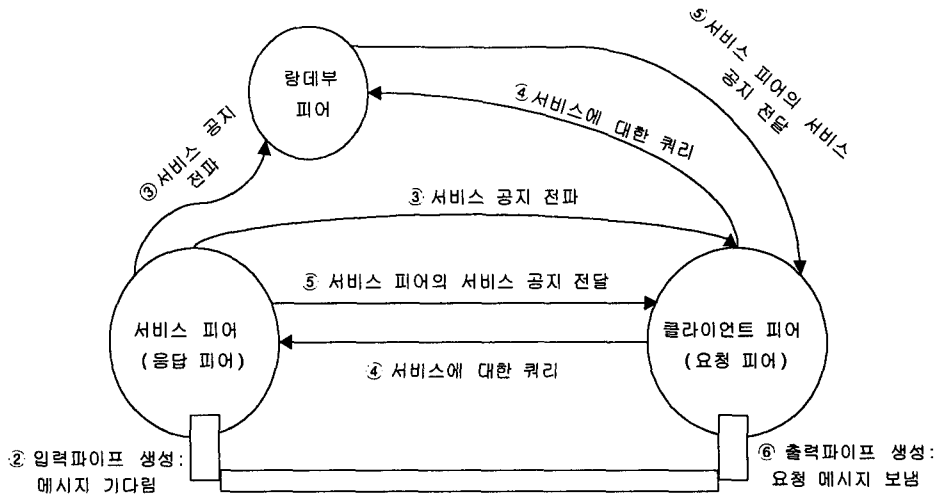 랑데부
피어
③서비스 공지
전파
④서비스에 대한 쿼리
⑤서비스 피어의 서비스
공지 전달
③서비스 공지 전파
⑤ 서비스 피어의 서비스 공지 전달
서비스 피어
(응답 피어)
클라이언트 피어
(요청 피어)
④ 서비스에 대한 쿼리
② 입력파이프 생성:
메시지 기다림
⑥ 출력파이프 생성:
요청 메시지 보냄